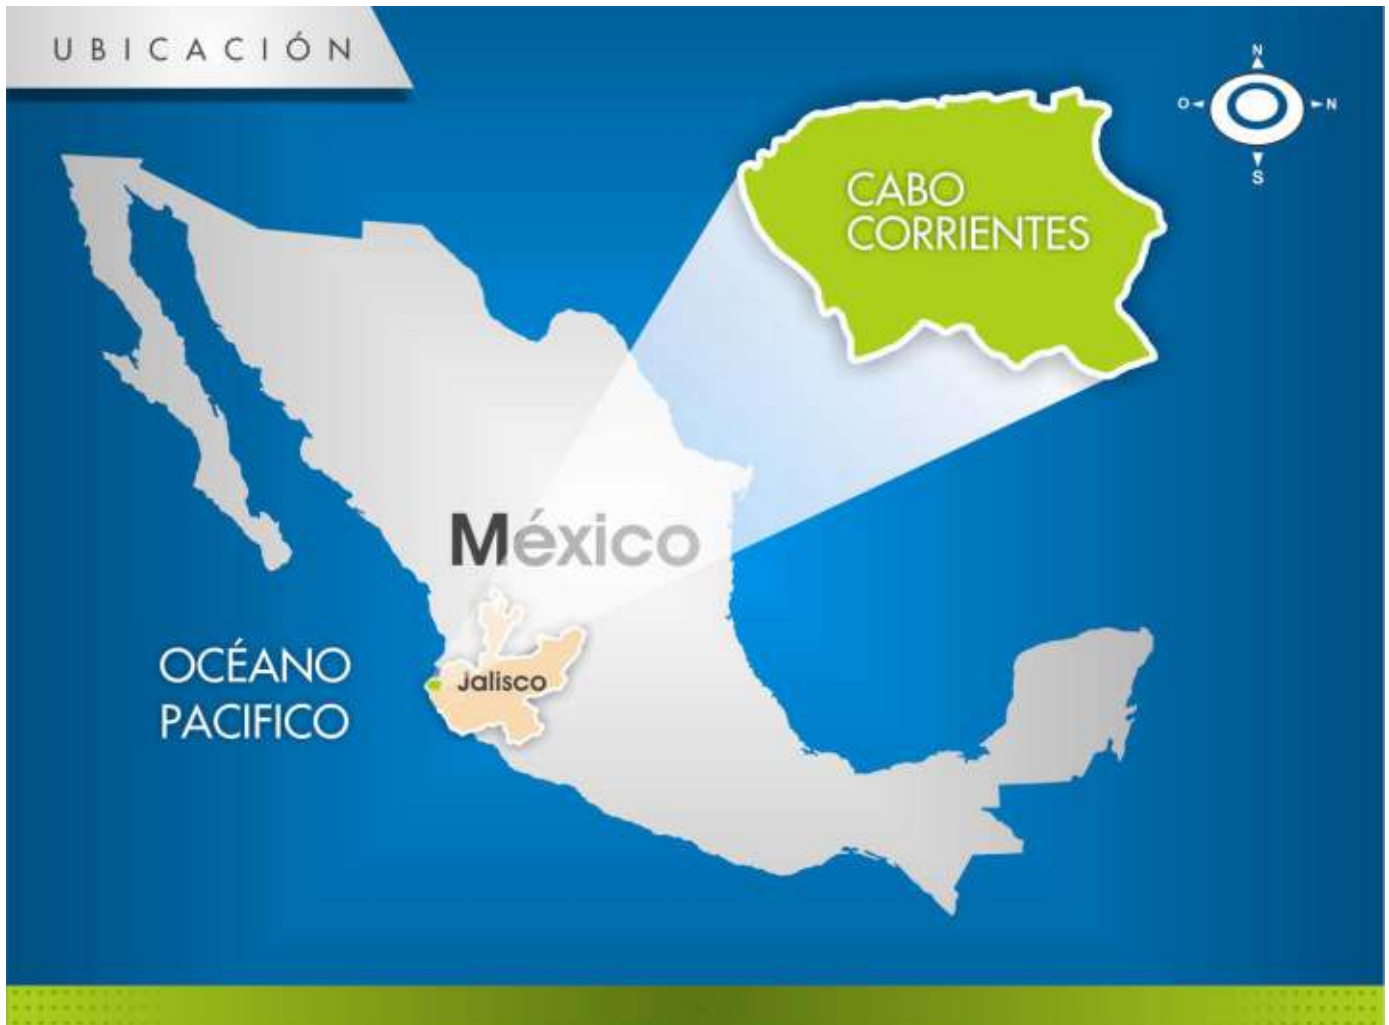 UBICACIÓN
N
O N
S
CABO
CORRIENTES
México
Jalisco
OCÉANO
PACIFICO